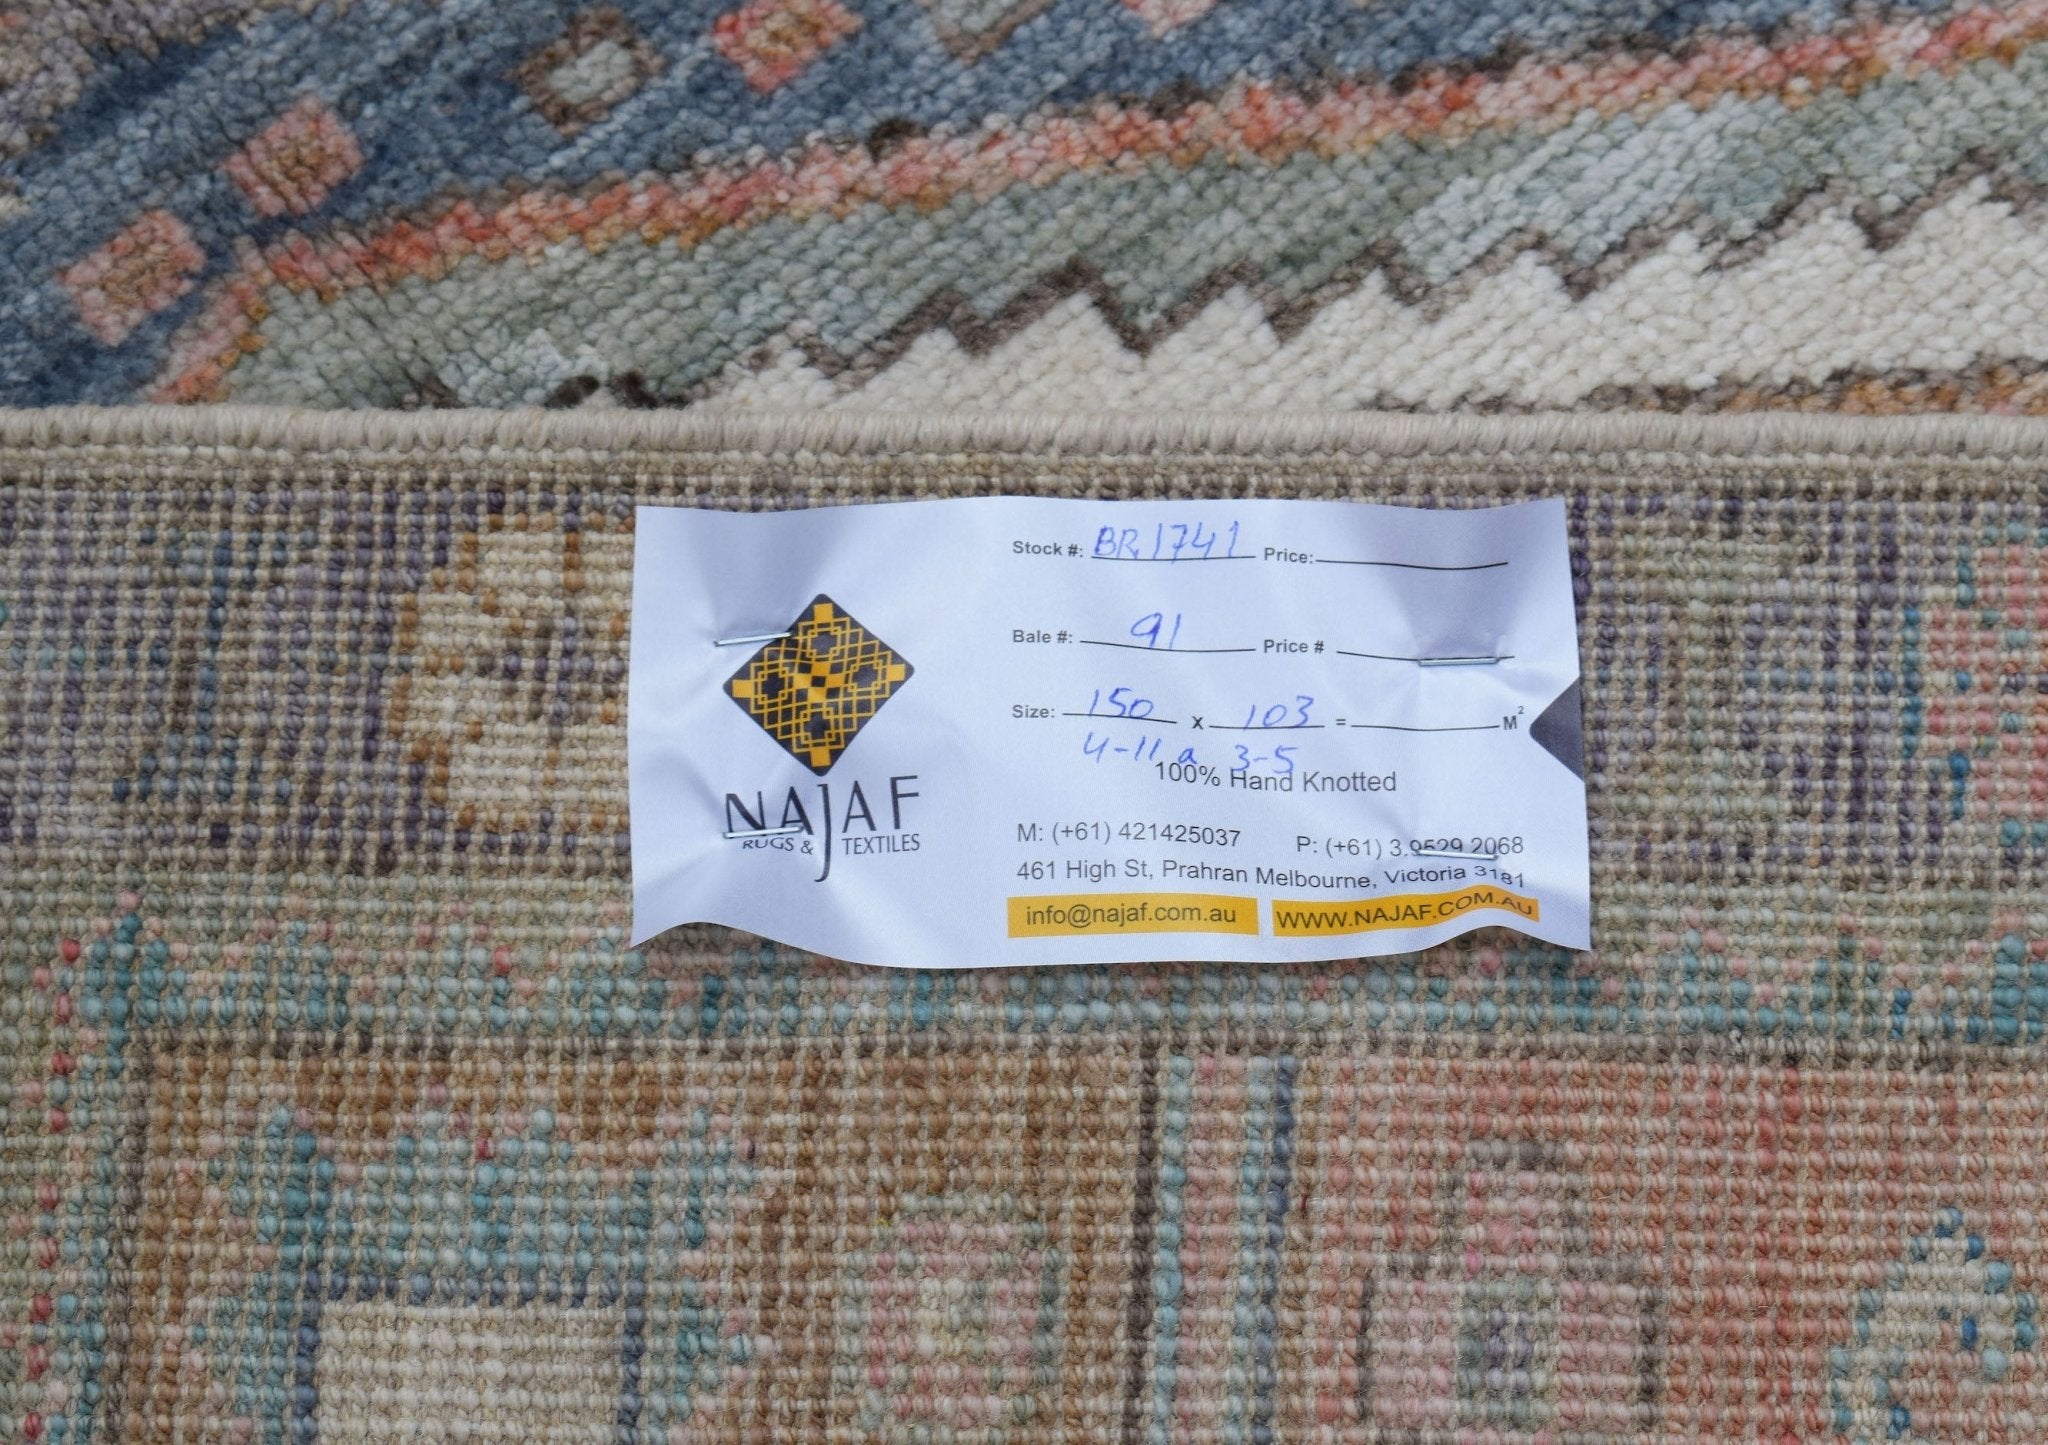 NAJAF
RUGS & TEXTILES
Stock #: BR1741 Price:
Bale #: 91 Price #
Size: 150 x 103 = M²
4-11 a 3-5
100% Hand Knotted
M: (+61) 421425037 P: (+61) 3.9529 2068
461 High St, Prahran Melbourne, Victoria 3181
info@najaf.com.au WWW.NAJAF.COM.AU